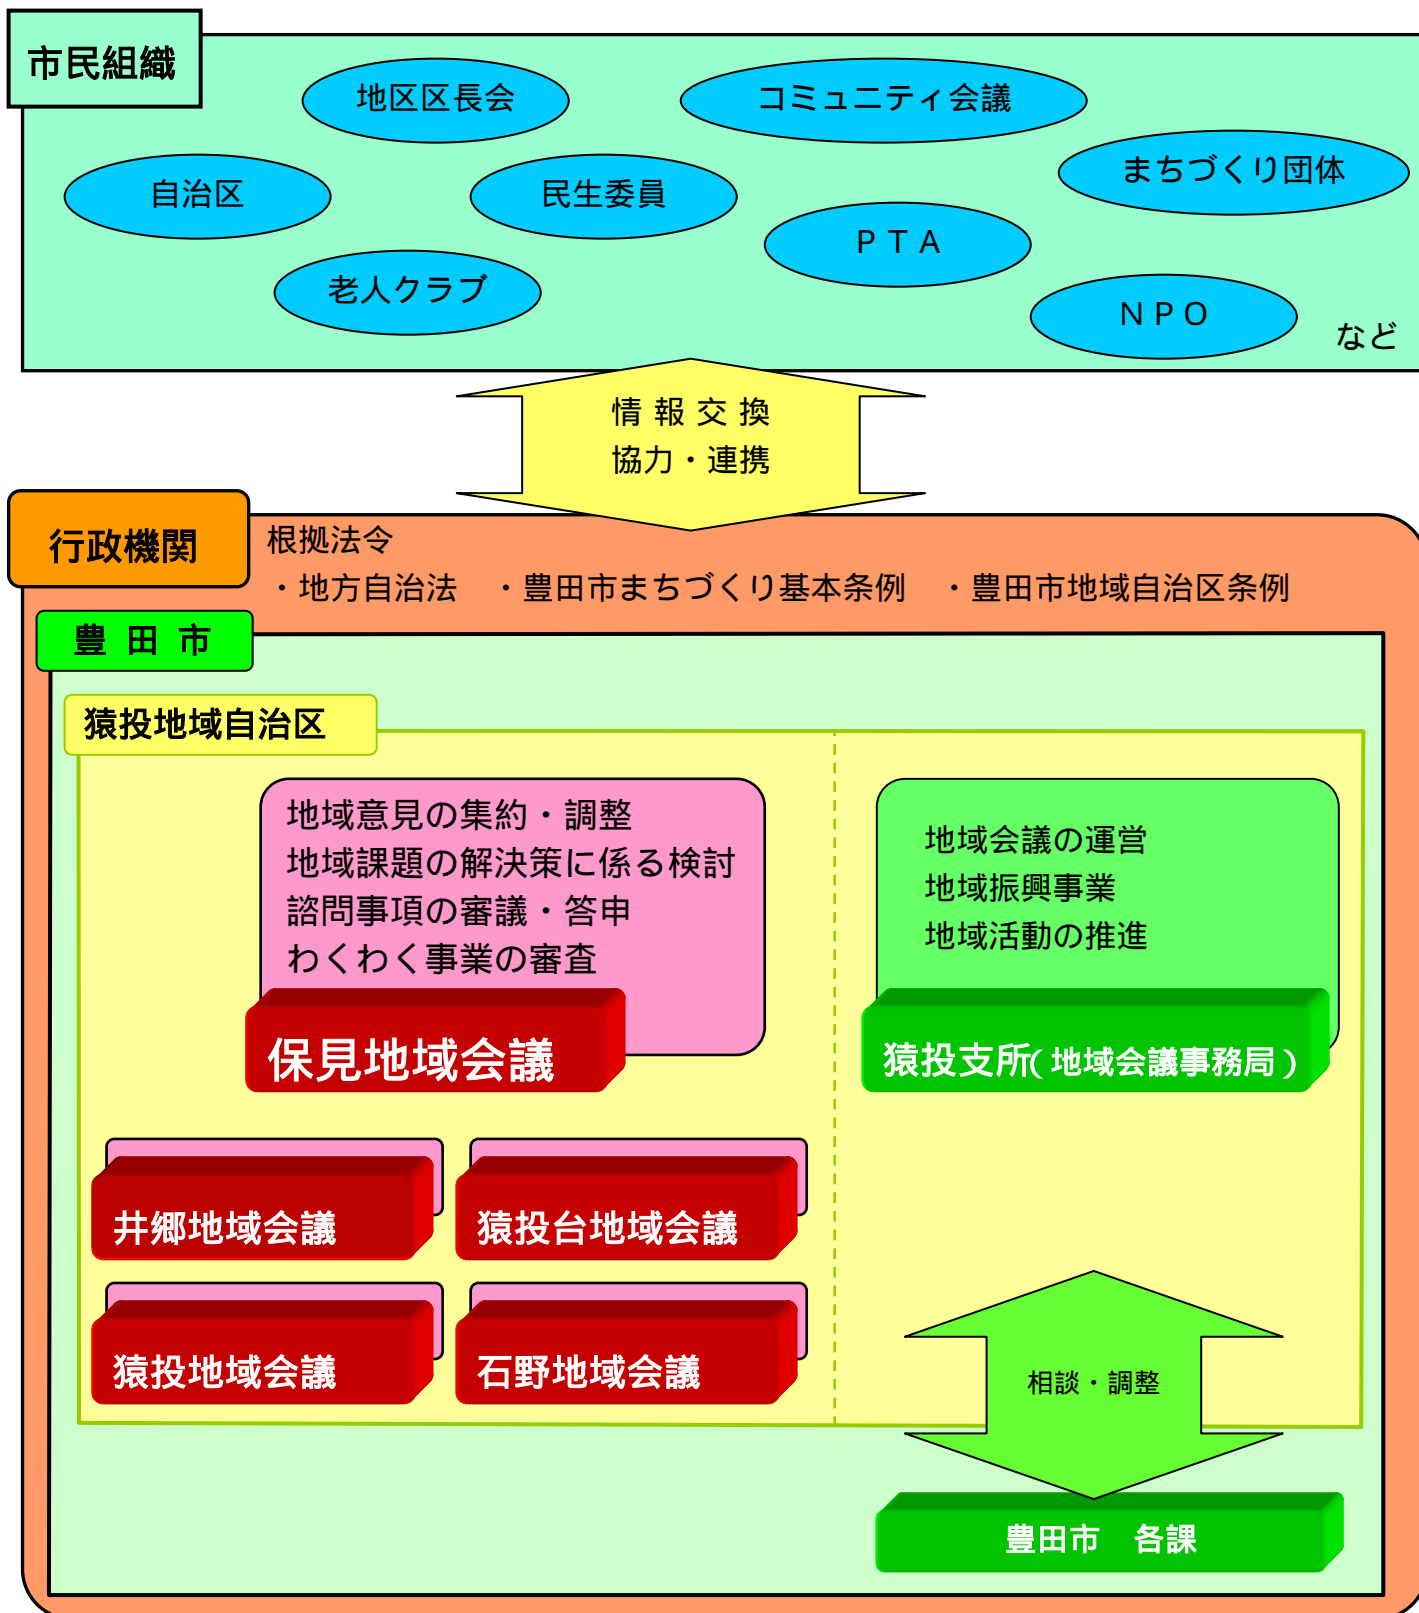 市民組織
地区区長会
コミュニティ会議
まちづくり団体
自治区
民生委員
ＰＴＡ
老人クラブ
ＮＰＯ
など
情報交換
協力・連携
行政機関
根拠法令
・地方自治法　・豊田市まちづくり基本条例　・豊田市地域自治区条例
豊田市
猿投地域自治区
地域意見の集約・調整
地域課題の解決策に係る検討
諮問事項の審議・答申
わくわく事業の審査
保見地域会議
地域会議の運営
地域振興事業
地域活動の推進
猿投支所（地域会議事務局）
井郷地域会議
猿投台地域会議
猿投地域会議
石野地域会議
相談・調整
豊田市　各課